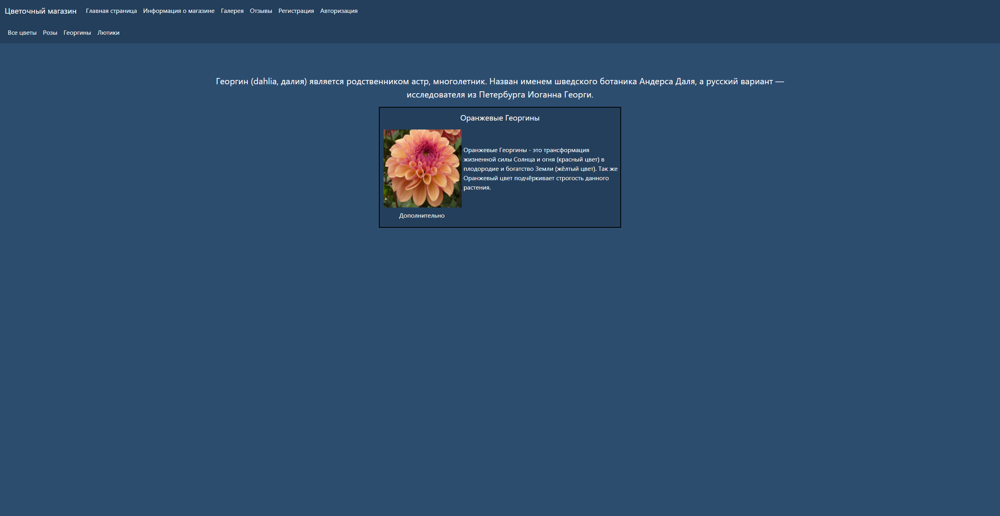 Цветочный магазин Главная страница Информация о магазине Галерея Отзывы Регистрация Авторизация
Все цветы Розы Георгины Лютики
Георгин (dahlia, далия) является родственником астр, многолетник. Назван именем шведского ботаника Андерса Даля, а русский вариант —
исследователя из Петербурга Иоганна Георги.
Оранжевые Георгины
Оранжевые Георгины - это трансформация
жизненной силы Солнца и огня (красный цвет) в
плодородие и богатство Земли (жёлтый цвет). Так же
Оранжевый цвет подчёркивает строгость данного
растения.
Дополнительно